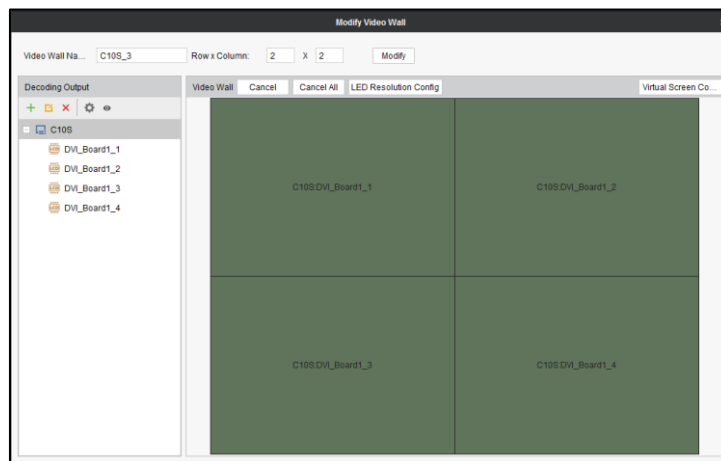 Modify Video Wall
Video Wall Na... C10S_3 Row x Column: 2 X 2 Modify
Decoding Output
Video Wall Cancel Cancel All LED Resolution Config Virtual Screen Co...
C10S
DVI_Board1_1
DVI_Board1_2
DVI_Board1_3
DVI_Board1_4
C10S:DVI_Board1_1
C10S:DVI_Board1_2
C10S:DVI_Board1_3
C10S:DVI_Board1_4